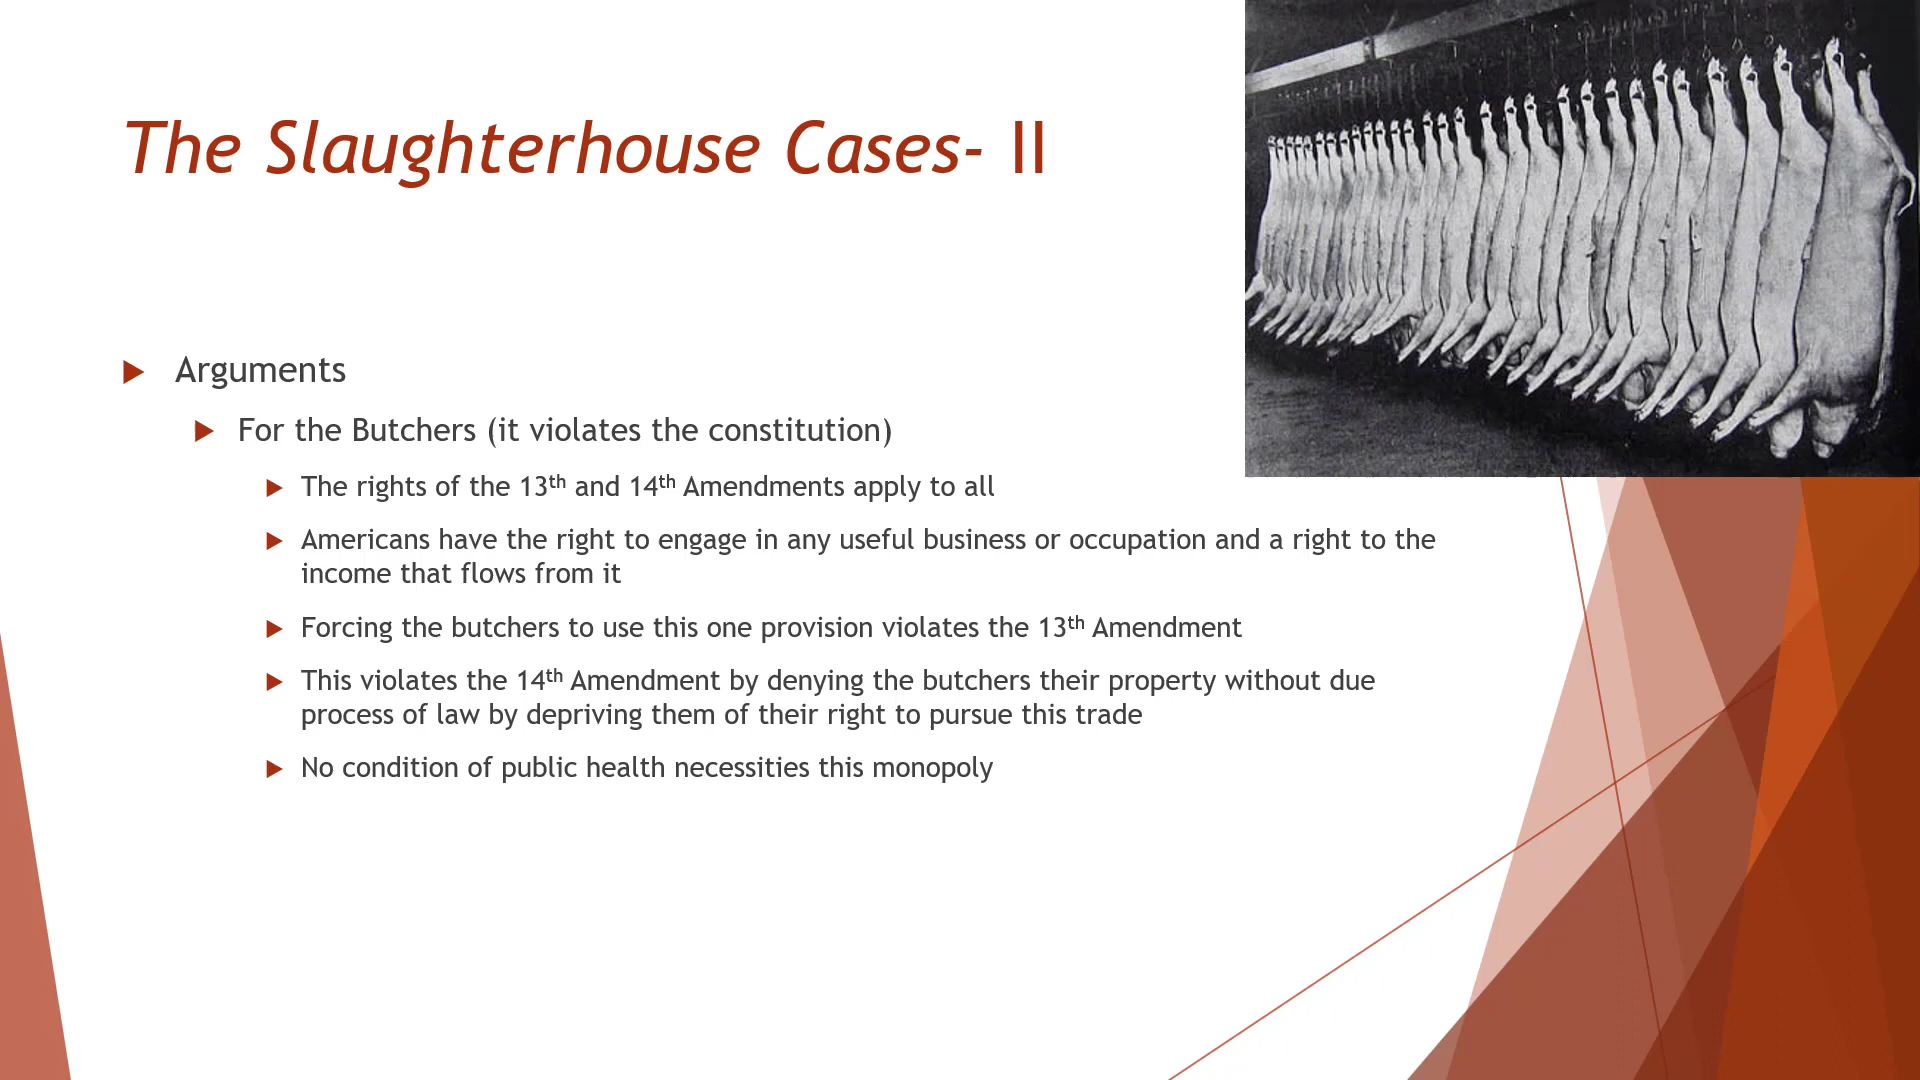 The Slaughterhouse Cases- II
Arguments
For the Butchers (it violates the constitution)
The rights of the 13th and 14th Amendments apply to all
Americans have the right to engage in any useful business or occupation and a right to the
income that flows from it
Forcing the butchers to use this one provision violates the 13th Amendment
This violates the 14th Amendment by denying the butchers their property without due
process of law by depriving them of their right to pursue this trade
No condition of public health necessities this monopoly